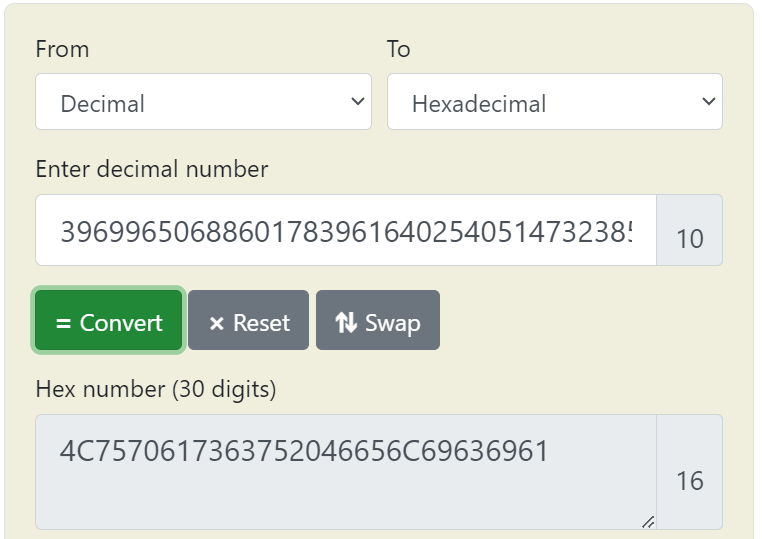 From
To
Decimal
Hexadecimal
Enter decimal number
396996506886017839616402540514732385
10
= Convert
× Reset
Swap
Hex number (30 digits)
4C7570617363752046656C69636961
16